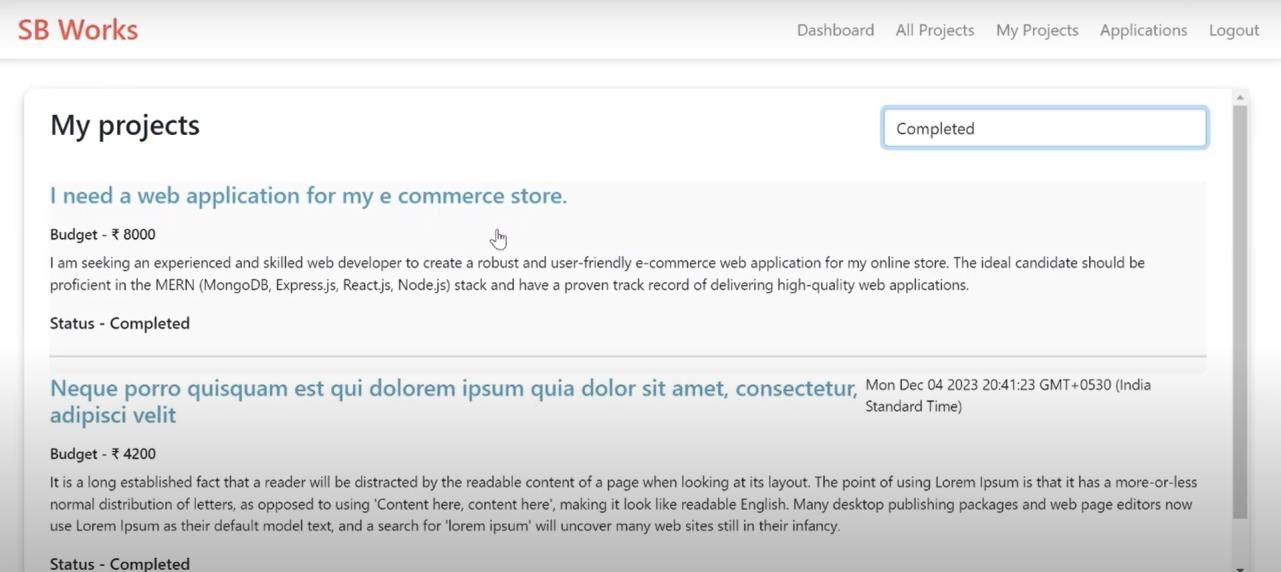 SB Works
Dashboard All Projects My Projects Applications Logout
My projects
Completed
I need a web application for my e commerce store.
Budget - ₹ 8000
I am seeking an experienced and skilled web developer to create a robust and user-friendly e-commerce web application for my online store. The ideal candidate should be
proficient in the MERN (MongoDB, Express.js, React.js, Node.js) stack and have a proven track record of delivering high-quality web applications.
Status - Completed
Neque porro quisquam est qui dolorem ipsum quia dolor sit amet, consectetur,
adipisci velit
Mon Dec 04 2023 20:41:23 GMT+0530 (India
Standard Time)
Budget - ₹ 4200
It is a long established fact that a reader will be distracted by the readable content of a page when looking at its layout. The point of using Lorem Ipsum is that it has a more-or-less
normal distribution of letters, as opposed to using 'Content here, content here', making it look like readable English. Many desktop publishing packages and web page editors now
use Lorem Ipsum as their default model text, and a search for 'lorem ipsum' will uncover many web sites still in their infancy.
Status - Completed